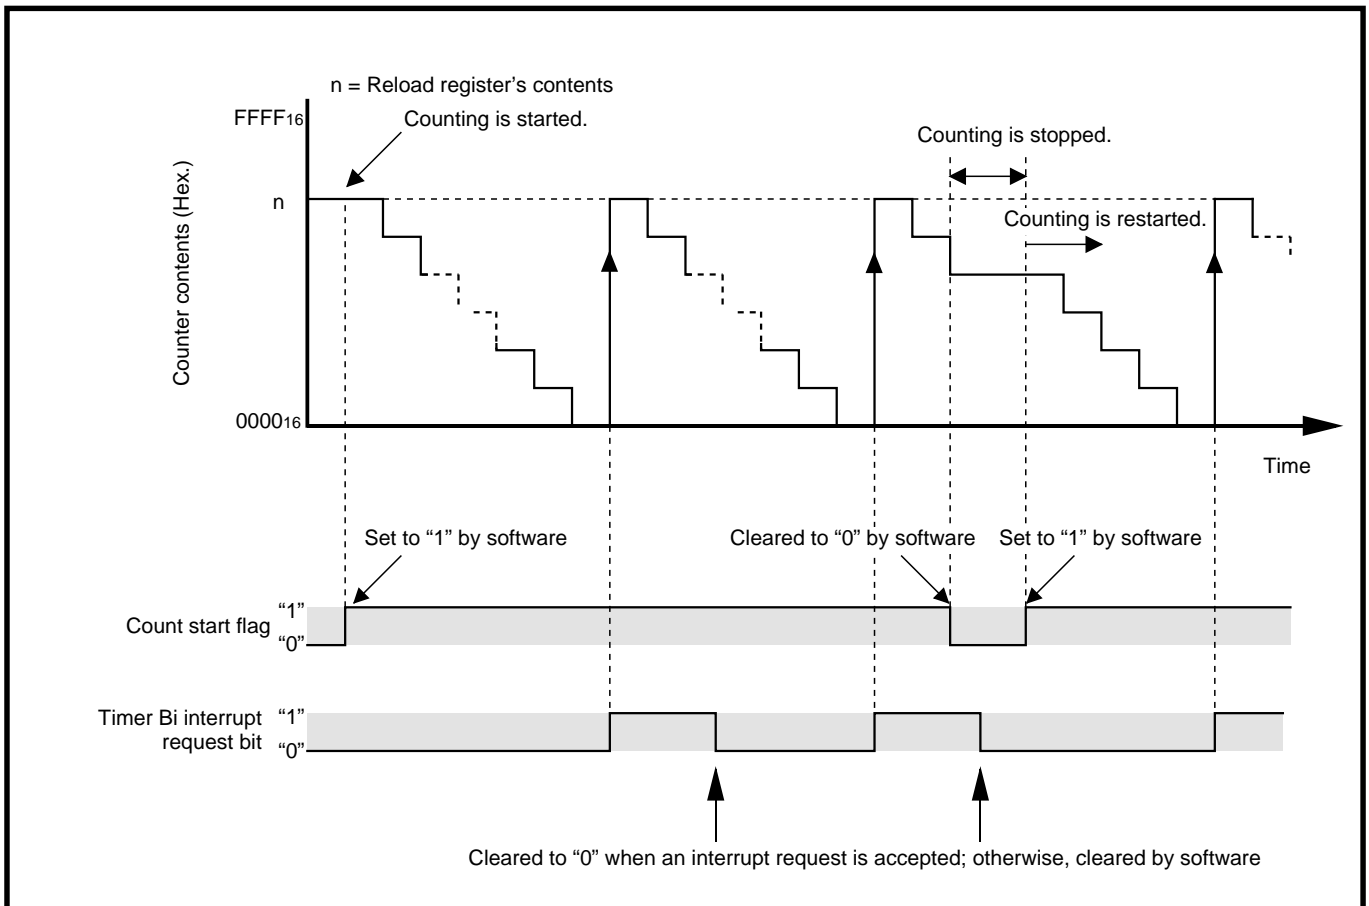 n = Reload register’s contents
FFFF16
Counting is started.
Counting is stopped.
Counter contents (Hex.)
n
Counting is restarted.
000016
Time
Set to “1” by software
Cleared to “0” by software
Set to “1” by software
“1”
Count start flag
“0”
Timer Bi interrupt
request bit
“1”
“0”
Cleared to “0” when an interrupt request is accepted; otherwise, cleared by software